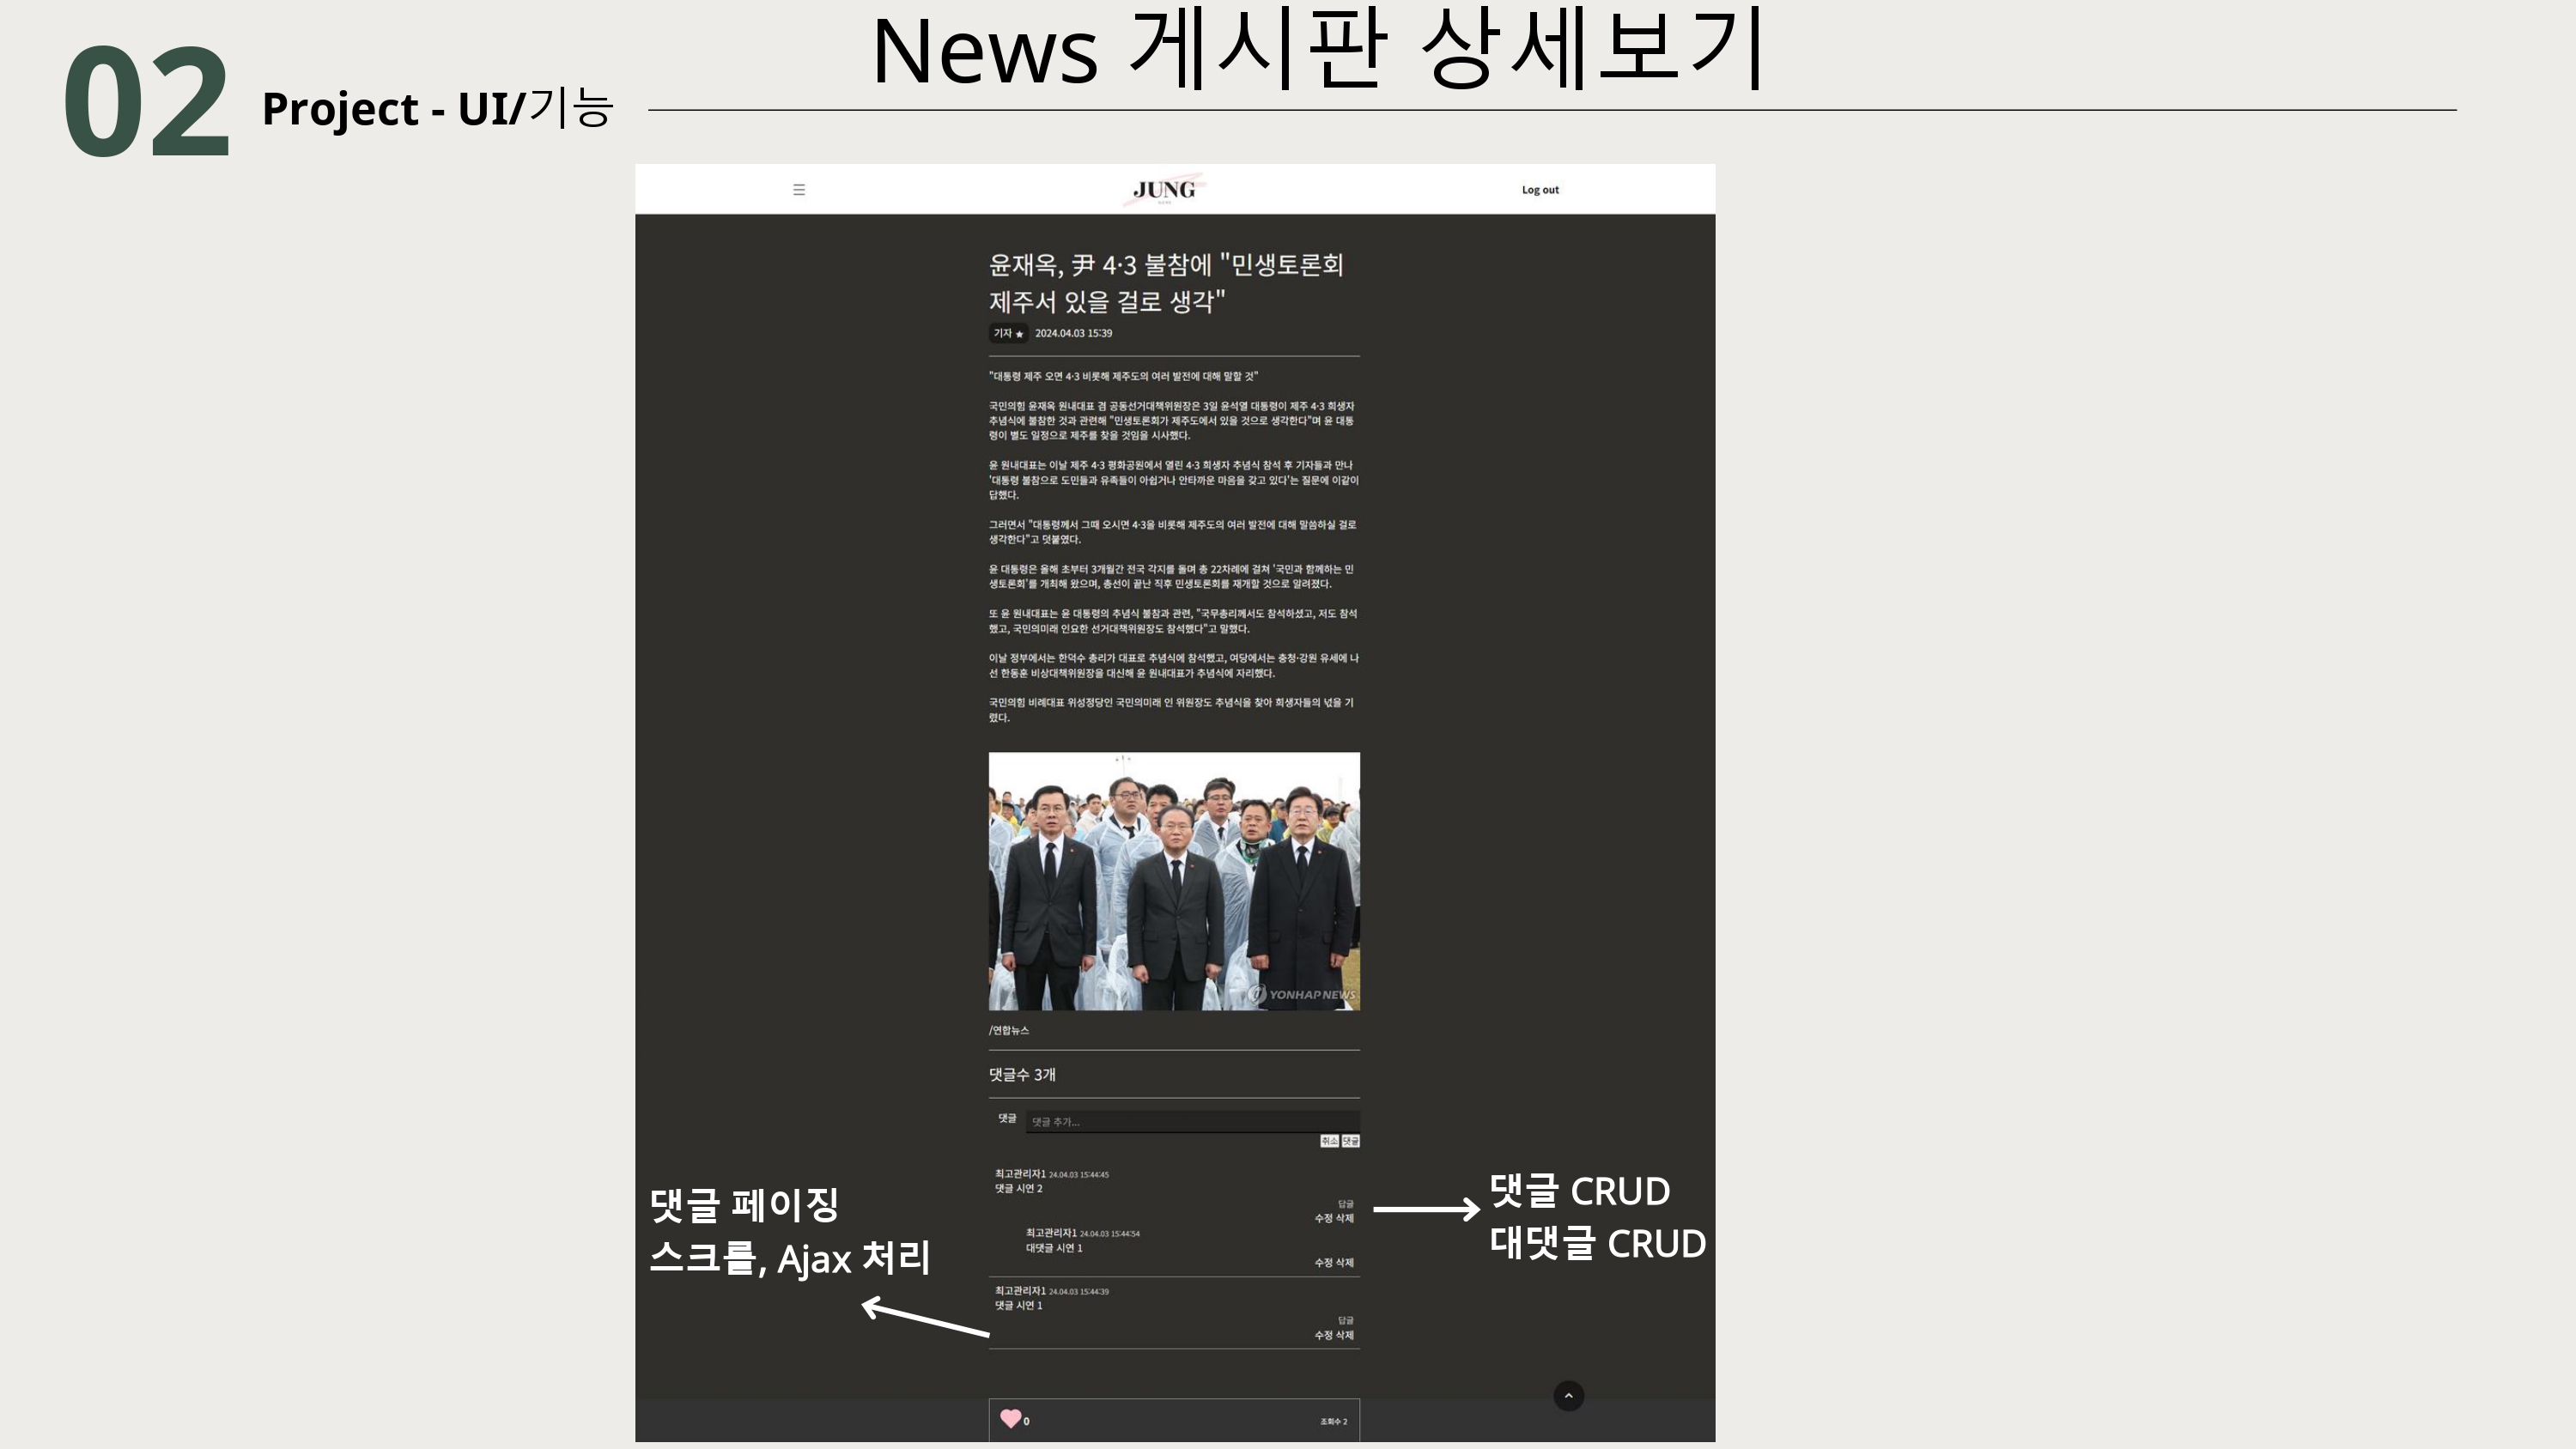 News 게시판 상세보기
02
Project - UI/기능
JUNG
Log out
윤재옥, 尹 4·3 불참에 "민생토론회
제주서 있을 걸로 생각"
기자 ★ 2024.04.03 15:39
"대통령 제주 오면 4·3 비롯해 제주도의 여러 발전에 대해 말할 것"
국민의힘 윤재옥 원내대표 겸 공동선거대책위원장은 3일 윤석열 대통령이 제주 4·3 희생자
추념식에 불참한 것과 관련해 "민생토론회가 제주도에서 있을 것으로 생각한다"며 윤 대통
령이 별도 일정으로 제주를 찾을 것임을 시사했다.
윤 원내대표는 이날 제주 4·3 평화공원에서 열린 4·3 희생자 추념식 참석 후 기자들과 만나
'대통령 불참으로 도민들과 유족들이 아쉽거나 안타까운 마음을 갖고 있다'는 질문에 이같이
답했다.
그러면서 "대통령께서 그때 오시면 4·3을 비롯해 제주도의 여러 발전에 대해 말씀하실 걸로
생각한다"고 덧붙였다.
윤 대통령은 올해 초부터 3개월간 전국 각지를 돌며 총 22차례에 걸쳐 '국민과 함께하는 민
생토론회'를 개최해 왔으며, 총선이 끝난 직후 민생토론회를 재개할 것으로 알려졌다.
또 윤 원내대표는 윤 대통령의 추념식 불참과 관련, "국무총리께서도 참석하셨고, 저도 참석
했고, 국민의미래 인요한 선거대책위원장도 참석했다"고 말했다.
이날 정부에서는 한덕수 총리가 대표로 추념식에 참석했고, 여당에서는 충청·강원 유세에 나
선 한동훈 비상대책위원장을 대신해 윤 원내대표가 추념식에 자리했다.
국민의힘 비례대표 위성정당인 국민의미래 인 위원장도 추념식을 찾아 희생자들의 넋을 기
렸다.
YONHAP NEWS
/연합뉴스
댓글수 3개
댓글 댓글 추가...
취소 댓글
최고관리자1 24.04.03 15:44:45
댓글 시연 2
답글
수정 삭제
최고관리자1 24.04.03 15:44:54
대댓글 시연 1
수정 삭제
최고관리자1 24.04.03 15:44:39
댓글 시연 1
답글
수정 삭제
댓글 페이징
스크롤, Ajax 처리
댓글 CRUD
대댓글 CRUD
0
조회수 2